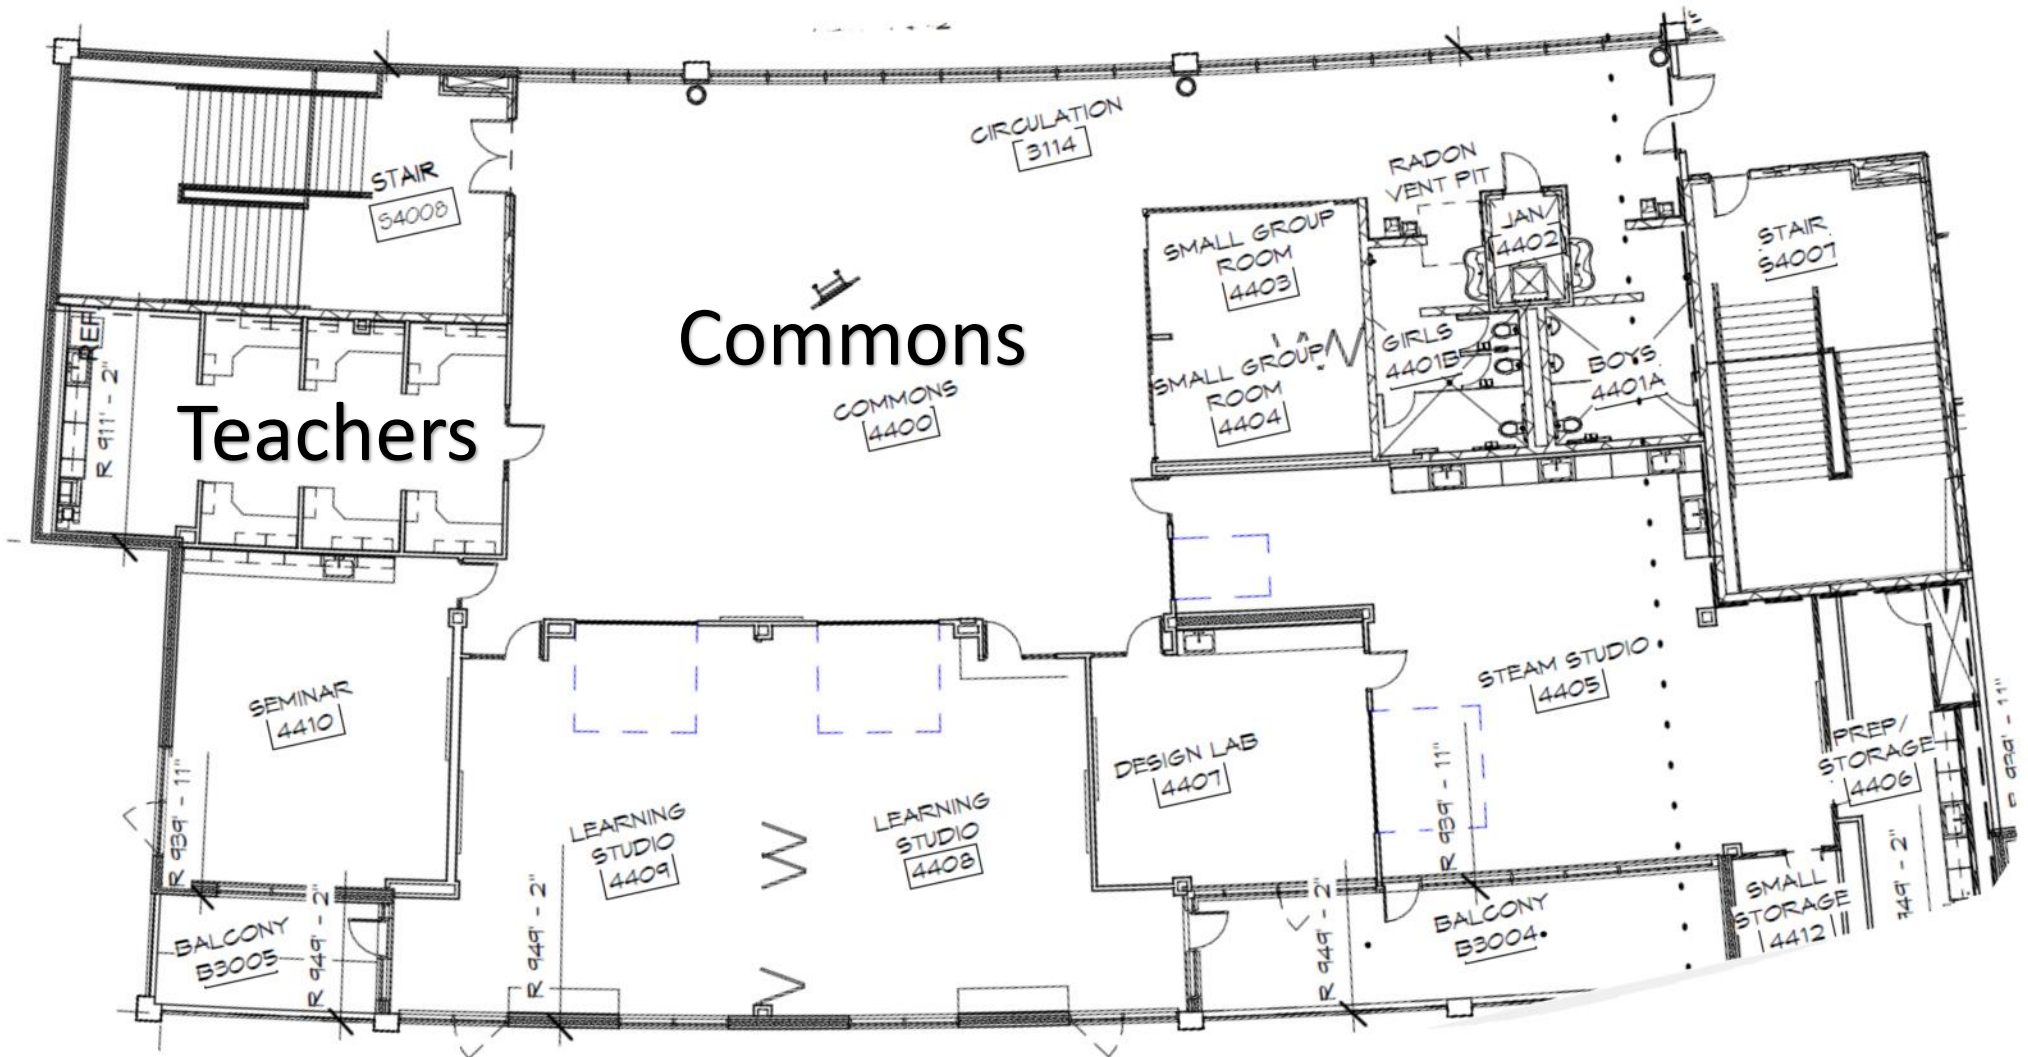 CIRCULATION
3114
RADON
VENT PIT
STAIR
S4008
JAN
4402
SMALL GROUP
ROOM
4403
STAIR
S4007
REF
Commons
GIRLS
4401B
BOYS
4401A
SMALL GROUP
ROOM
4404
R 911' - 2"
Teachers
COMMONS
4400
SEMINAR
4410
STEAM STUDIO
4405
DESIGN LAB
4407
PREP/
STORAGE
4406
R 939' - 11"
R 939' - 11"
939' - 11"
LEARNING
STUDIO
4409
LEARNING
STUDIO
4408
SMALL
STORAGE
4412
BALCONY
B3005
BALCONY
B3004
R 949' - 2"
R 949' - 2"
R 949' - 2"